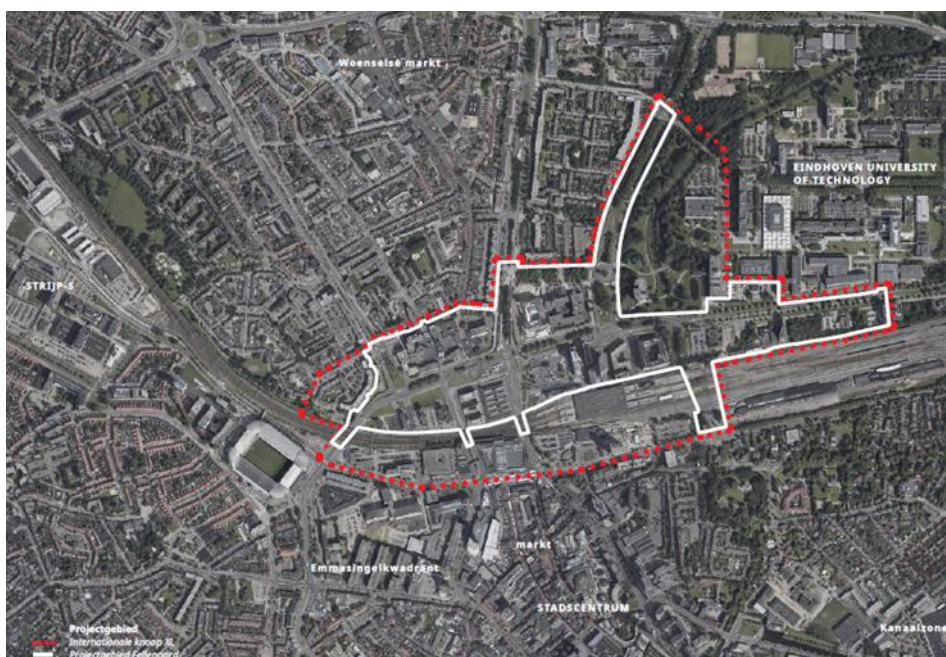 Woenselse markt
EINDHOVEN UNIVERSITY
OF TECHNOLOGY
STRIJP-S
markt
Emmasingelkwadrant
STADSCENTRUM
Kanaalzone
Projectgebied
Internationale knoop XL
Projectgebied Fellenoord